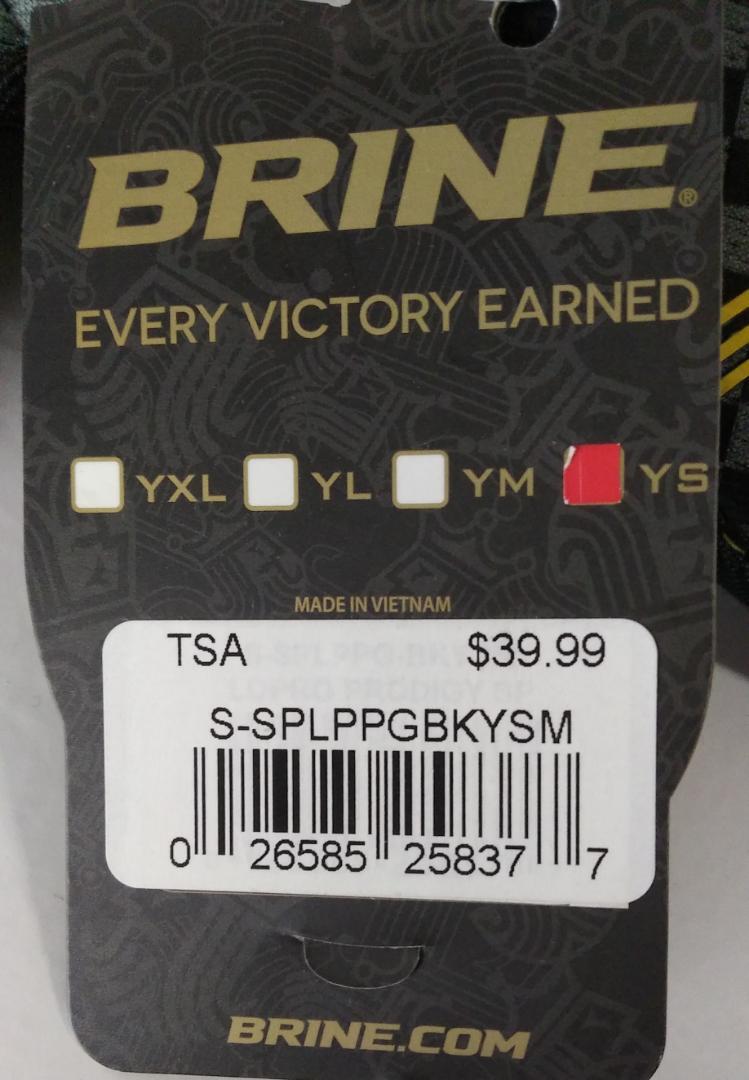 BRINE®
EVERY VICTORY EARNED
YXL YL YM YS
MADE IN VIETNAM
TSA $39.99
S-SPLPPGBKYSM
0 26585 25837 7
BRINE.COM